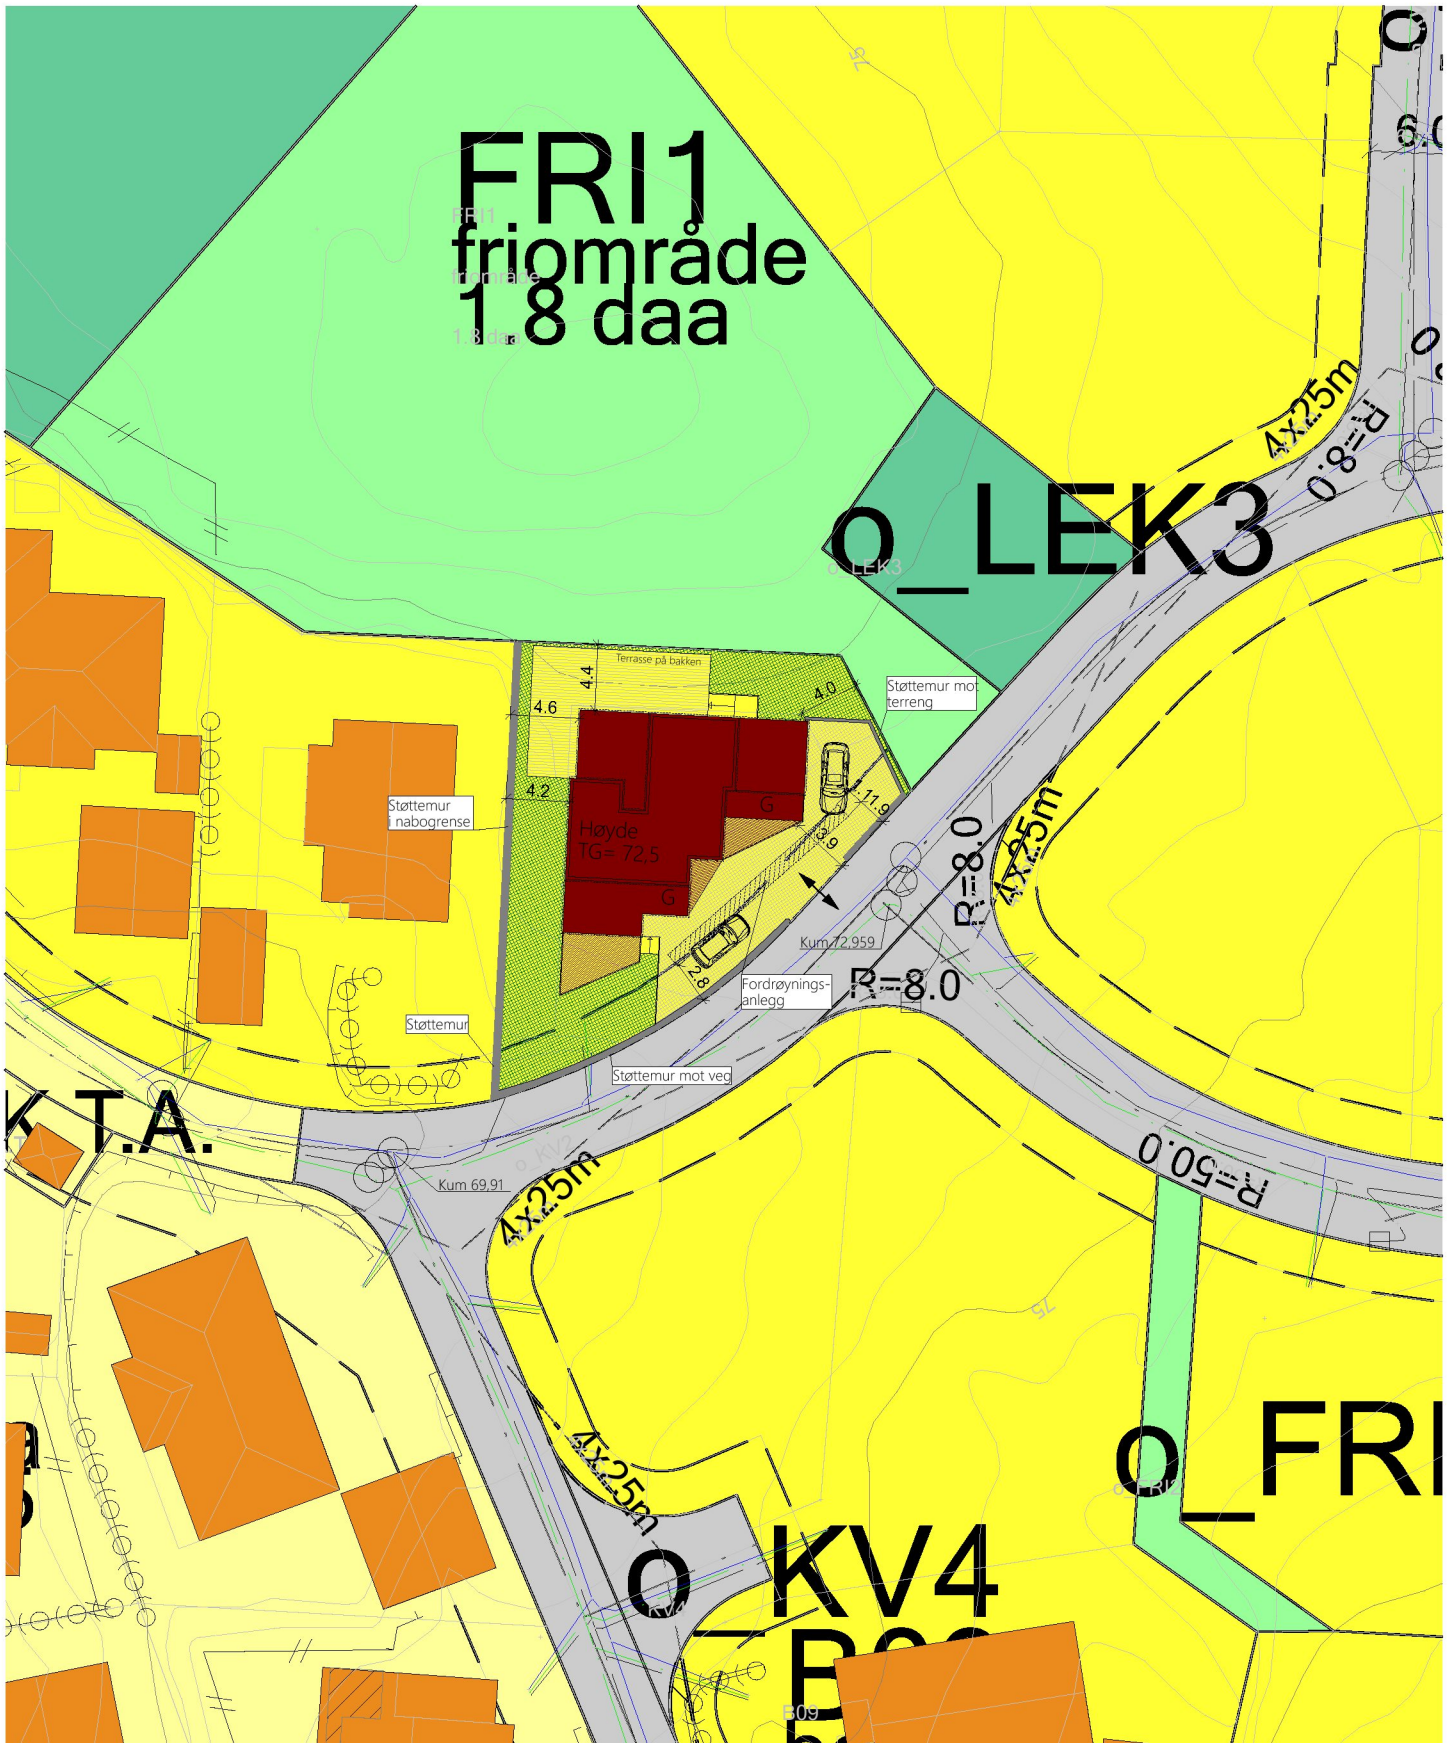 75
FRI1
FRI1
friområde
friområde
1.8 daa
1.8 daa
4x25m
R=8.0
o_LEK3
o_LEK3
Terrasse på bakken
4.4
4.0
4.6
Støttemur mot
terreng
4.2
Støttemur
i nabogrense
G
11.9
3.9
Høyde
TG= 72,5
G
R=8.0
4x25m
Kum 72,959
2.8
Fordrøynings-
anlegg
R=8.0
Støttemur
Støttemur mot veg
K T.A.
o_KV2
Kum 69,91
4x25m
R=50.0
75
4x25m
o_FRI
o_FRI2
o_KV4
B09